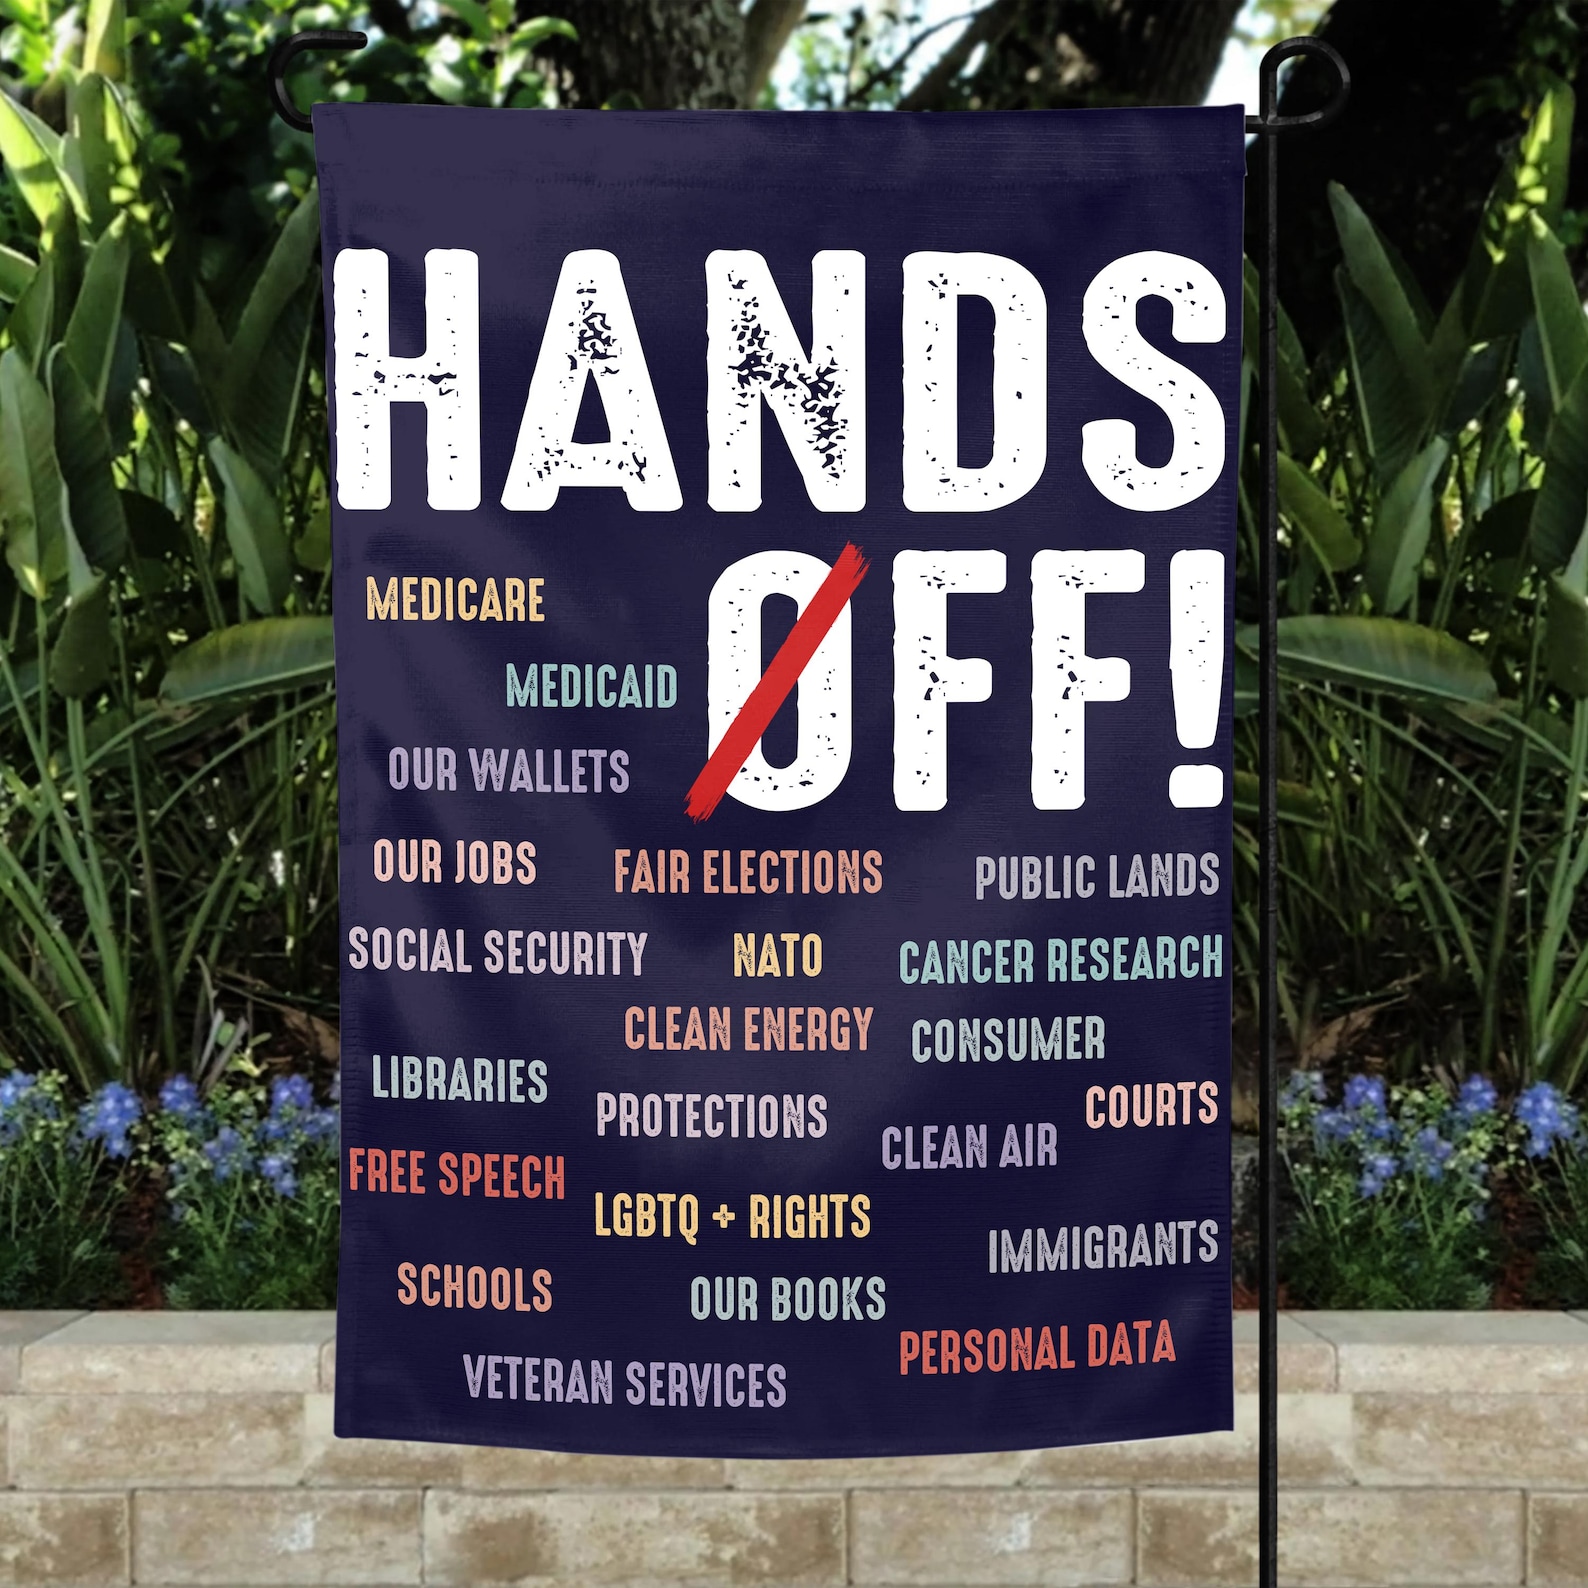 HANDS
OFF!
MEDICARE
MEDICAID
OUR WALLETS
OUR JOBS
FAIR ELECTIONS
PUBLIC LANDS
SOCIAL SECURITY
NATO
CANCER RESEARCH
CLEAN ENERGY
CONSUMER
LIBRARIES
PROTECTIONS
COURTS
CLEAN AIR
FREE SPEECH
LGBTQ + RIGHTS
IMMIGRANTS
SCHOOLS
OUR BOOKS
PERSONAL DATA
VETERAN SERVICES